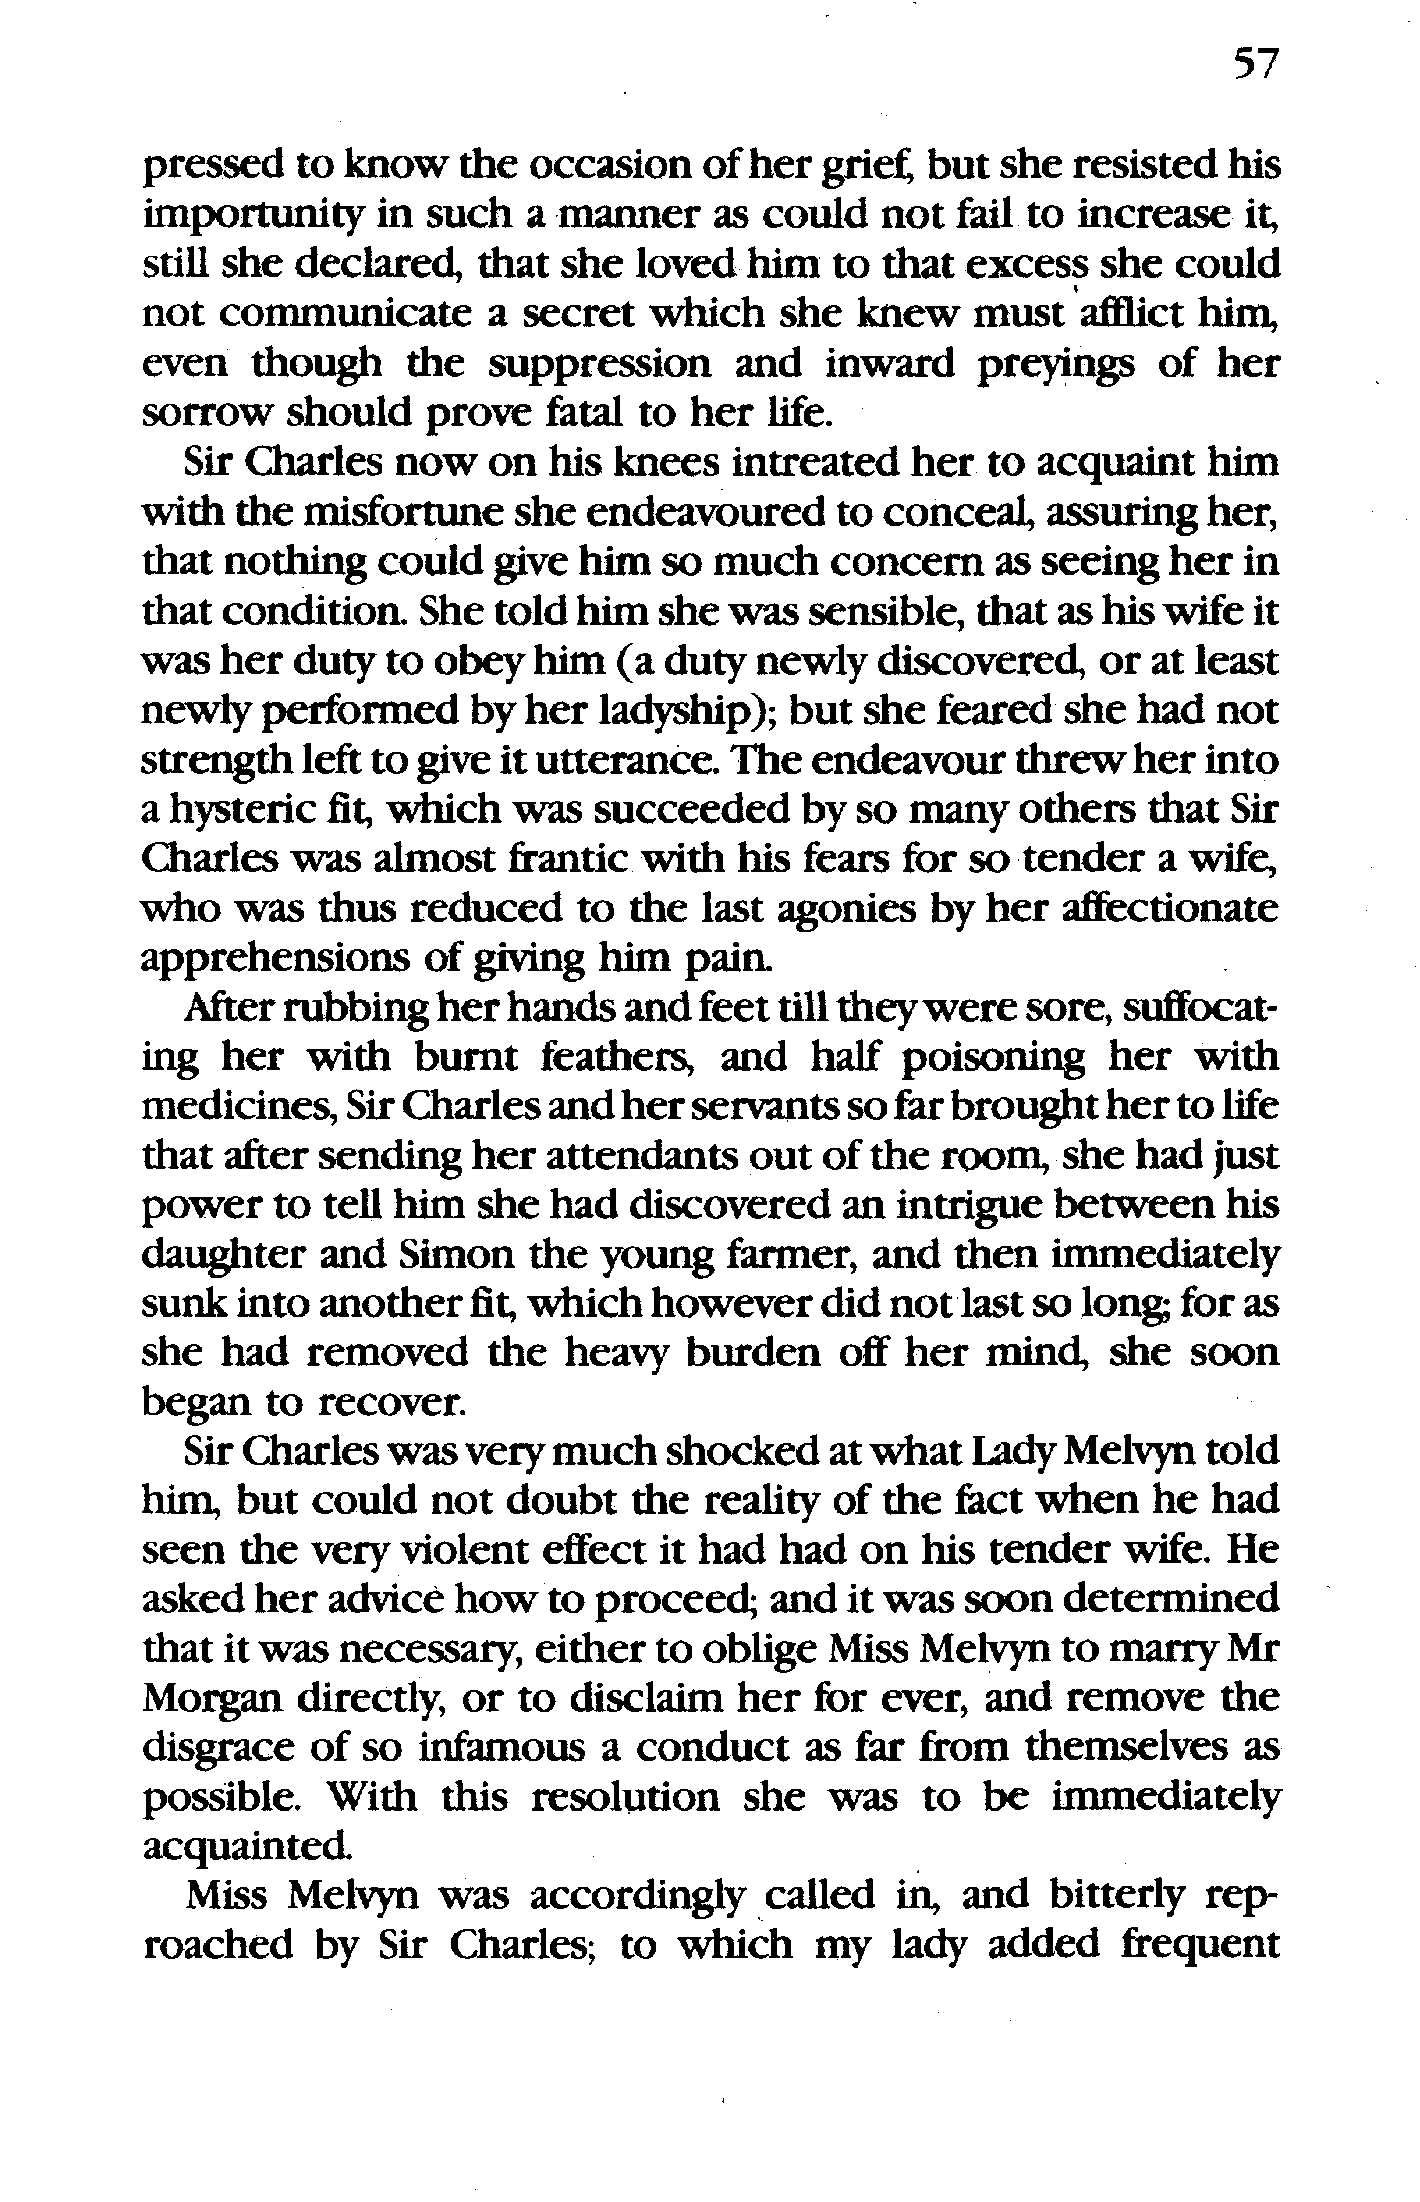 57
pressed to know the occasion of her grief, but she resisted his
importunity in such a manner as could not fail to increase it,
still she declared, that she loved him to that excess she could
not communicate a secret which she knew must afflict him,
even though the suppression and inward preyings of her
sorrow should prove fatal to her life.
Sir Charles now on his knees intreated her to acquaint him
with the misfortune she endeavoured to conceal, assuring her,
that nothing could give him so much concern as seeing her in
that condition. She told him she was sensible, that as his wife it
was her duty to obey him (a duty newly discovered, or at least
newly performed by her ladyship); but she feared she had not
strength left to give it utterance. The endeavour threw her into
a hysteric fit, which was succeeded by so many others that Sir
Charles was almost frantic with his fears for so tender a wife,
who was thus reduced to the last agonies by her affectionate
apprehensions of giving him pain.
After rubbing her hands and feet till they were sore, suffocat-
ing her with burnt feathers, and half poisoning her with
medicines, Sir Charles and her servants so far brought her to life
that after sending her attendants out of the room, she had just
power to tell him she had discovered an intrigue between his
daughter and Simon the young farmer, and then immediately
sunk into another fit, which however did not last so long; for as
she had removed the heavy burden off her mind, she soon
began to recover.
Sir Charles was very much shocked at what Lady Melvyn told
him, but could not doubt the reality of the fact when he had
seen the very violent effect it had had on his tender wife. He
asked her advice how to proceed; and it was soon determined
that it was necessary, either to oblige Miss Melvyn to marry Mr
Morgan directly, or to disclaim her for ever, and remove the
disgrace of so infamous a conduct as far from themselves as
possible. With this resolution she was to be immediately
acquainted.
Miss Melvyn was accordingly called in, and bitterly rep-
roached by Sir Charles; to which my lady added frequent